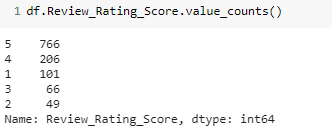 1 df.Review_Rating_Score.value_counts()
5 766
4 206
1 101
3 66
2 49
Name: Review_Rating_Score, dtype: int64